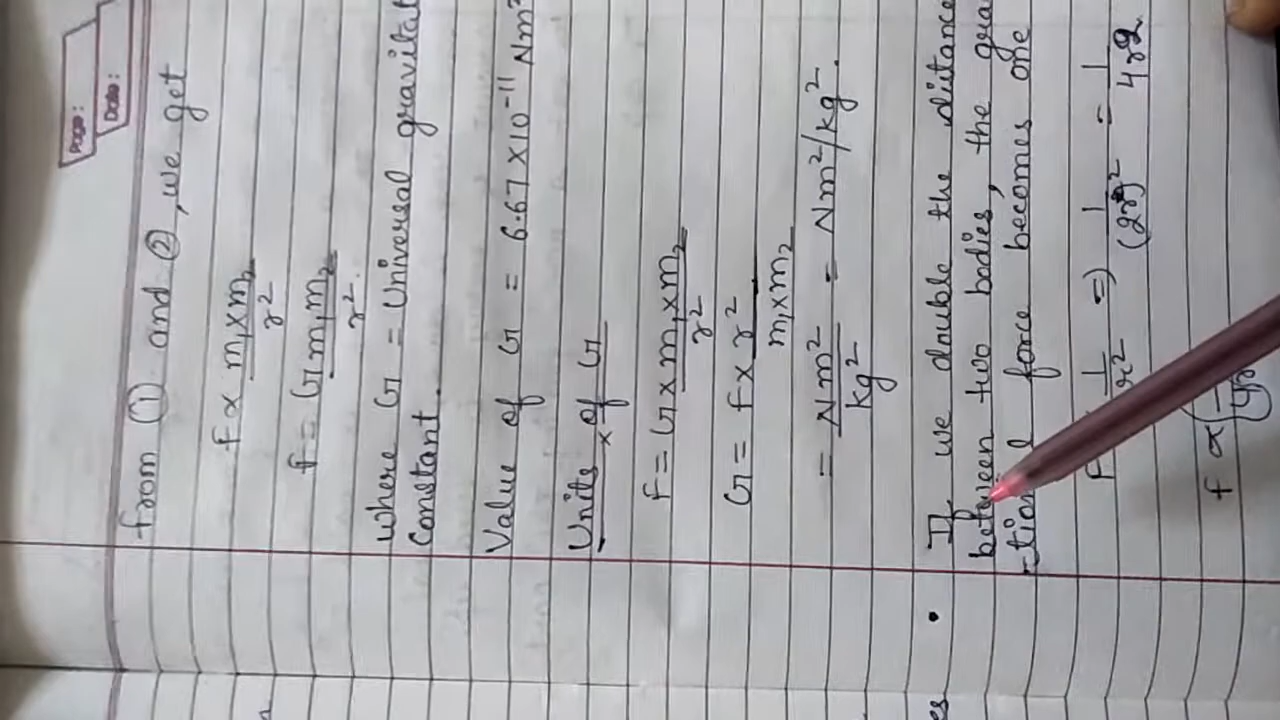 Page:
Date:
from ① and ②, we get
F ∝ m₁×m₂
r²
F = G m₁m₂
r².
where G = Universal gravitat
Constant.
Value of G = 6.67×10⁻¹¹ Nm²
Units of G
F = G × m₁×m₂
r²
G = F × r²
m₁×m₂
= Nm² = Nm²/kg².
kg²
• If we double the distance
between two bodies, the gra
force becomes one
1 => 1 = 1
r² (2r)² 4r²
F ∝
es